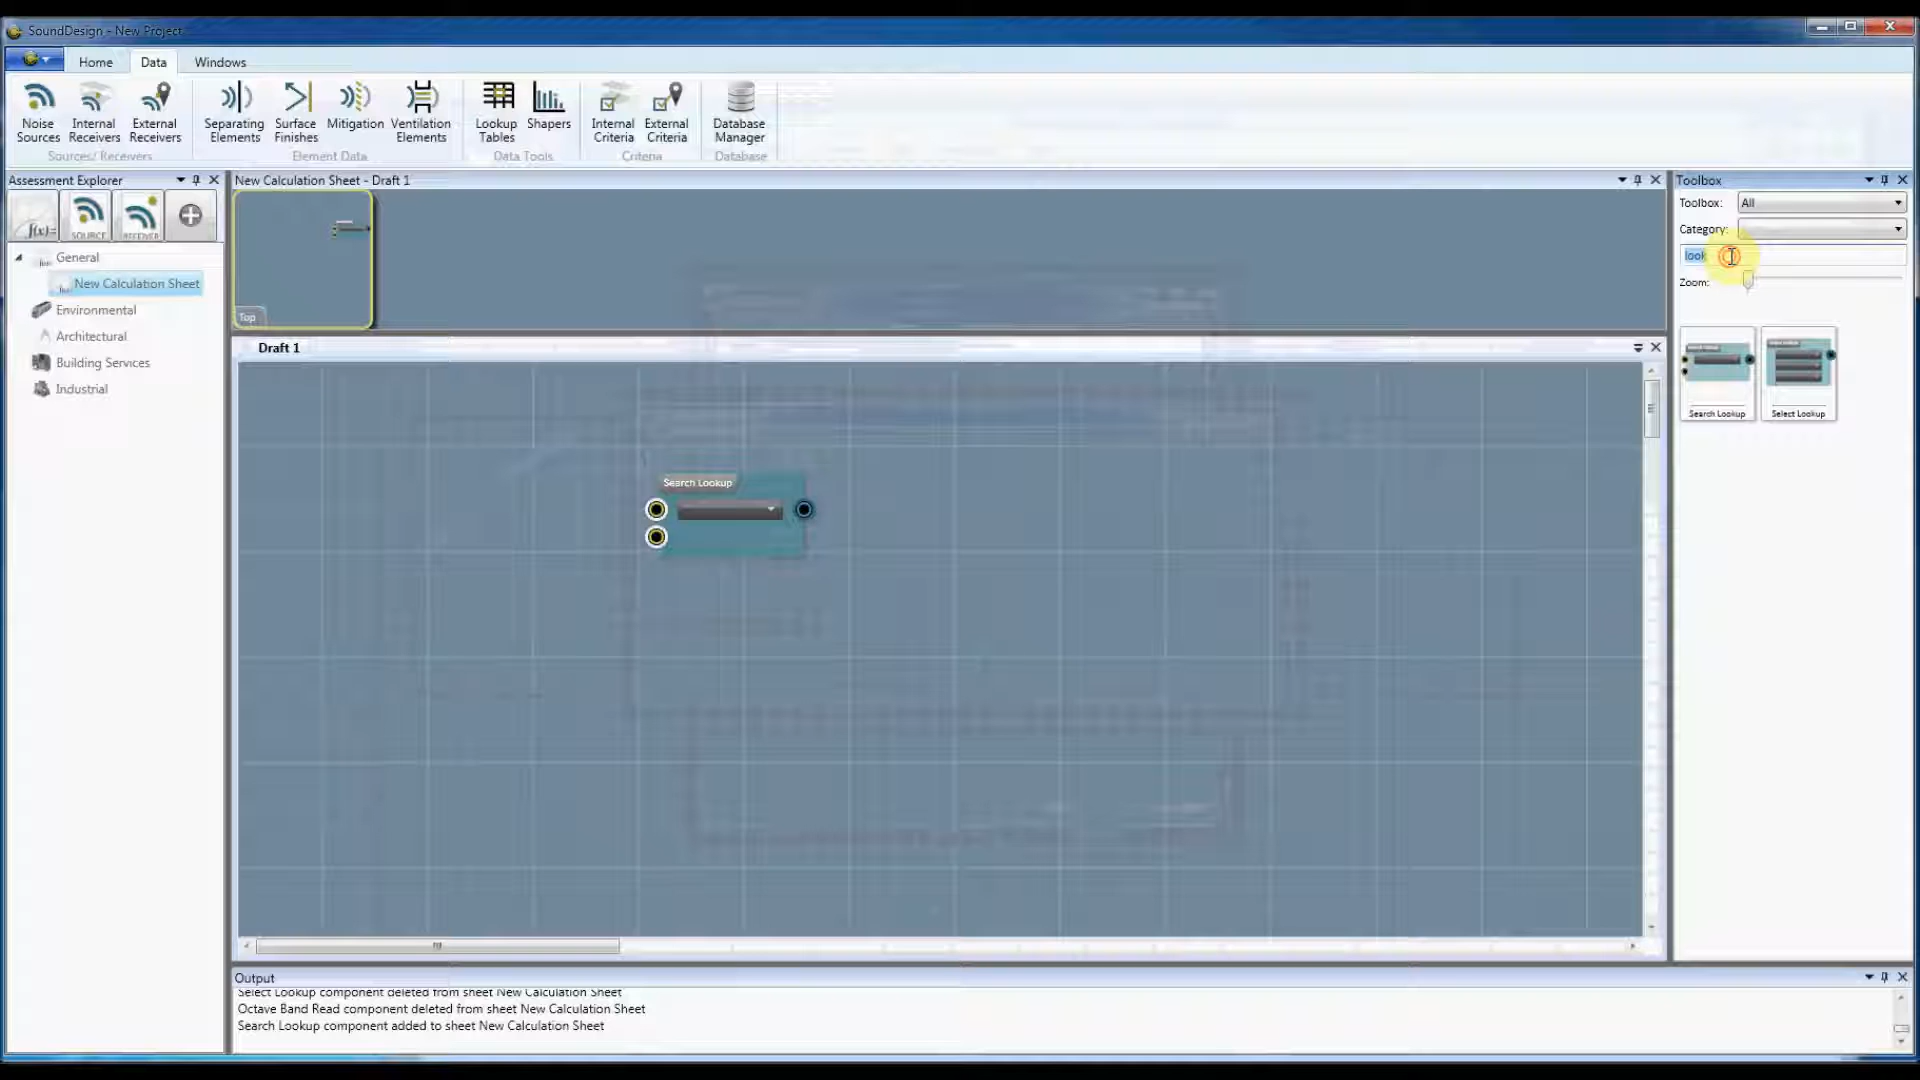 SoundDesign - New Project
Home
Data
Windows
Noise Sources
Internal Receivers
External Receivers
Sources/ Receivers
Separating Elements
Surface Finishes
Mitigation
Ventilation Elements
Element Data
Lookup Tables
Shapers
Data Tools
Internal Criteria
External Criteria
Criteria
Database Manager
Database
Assessment Explorer
f(x)=
SOURCE
General
New Calculation Sheet
Environmental
Architectural
Building Services
Industrial
New Calculation Sheet - Draft 1
Top
Draft 1
Search Lookup
Toolbox
Toolbox:
All
Category:
look
Zoom:
Search Lookup
Select Lookup
Output
Select Lookup component deleted from sheet New Calculation Sheet
Octave Band Read component deleted from sheet New Calculation Sheet
Search Lookup component added to sheet New Calculation Sheet